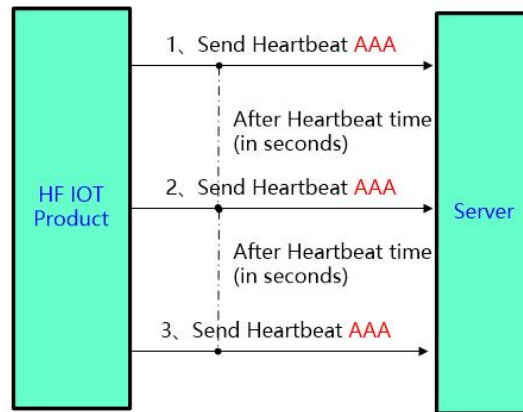 1、Send Heartbeat AAA
After Heartbeat time
(in seconds)
HF IOT
Product
2、Send Heartbeat AAA
Server
After Heartbeat time
(in seconds)
3、Send Heartbeat AAA